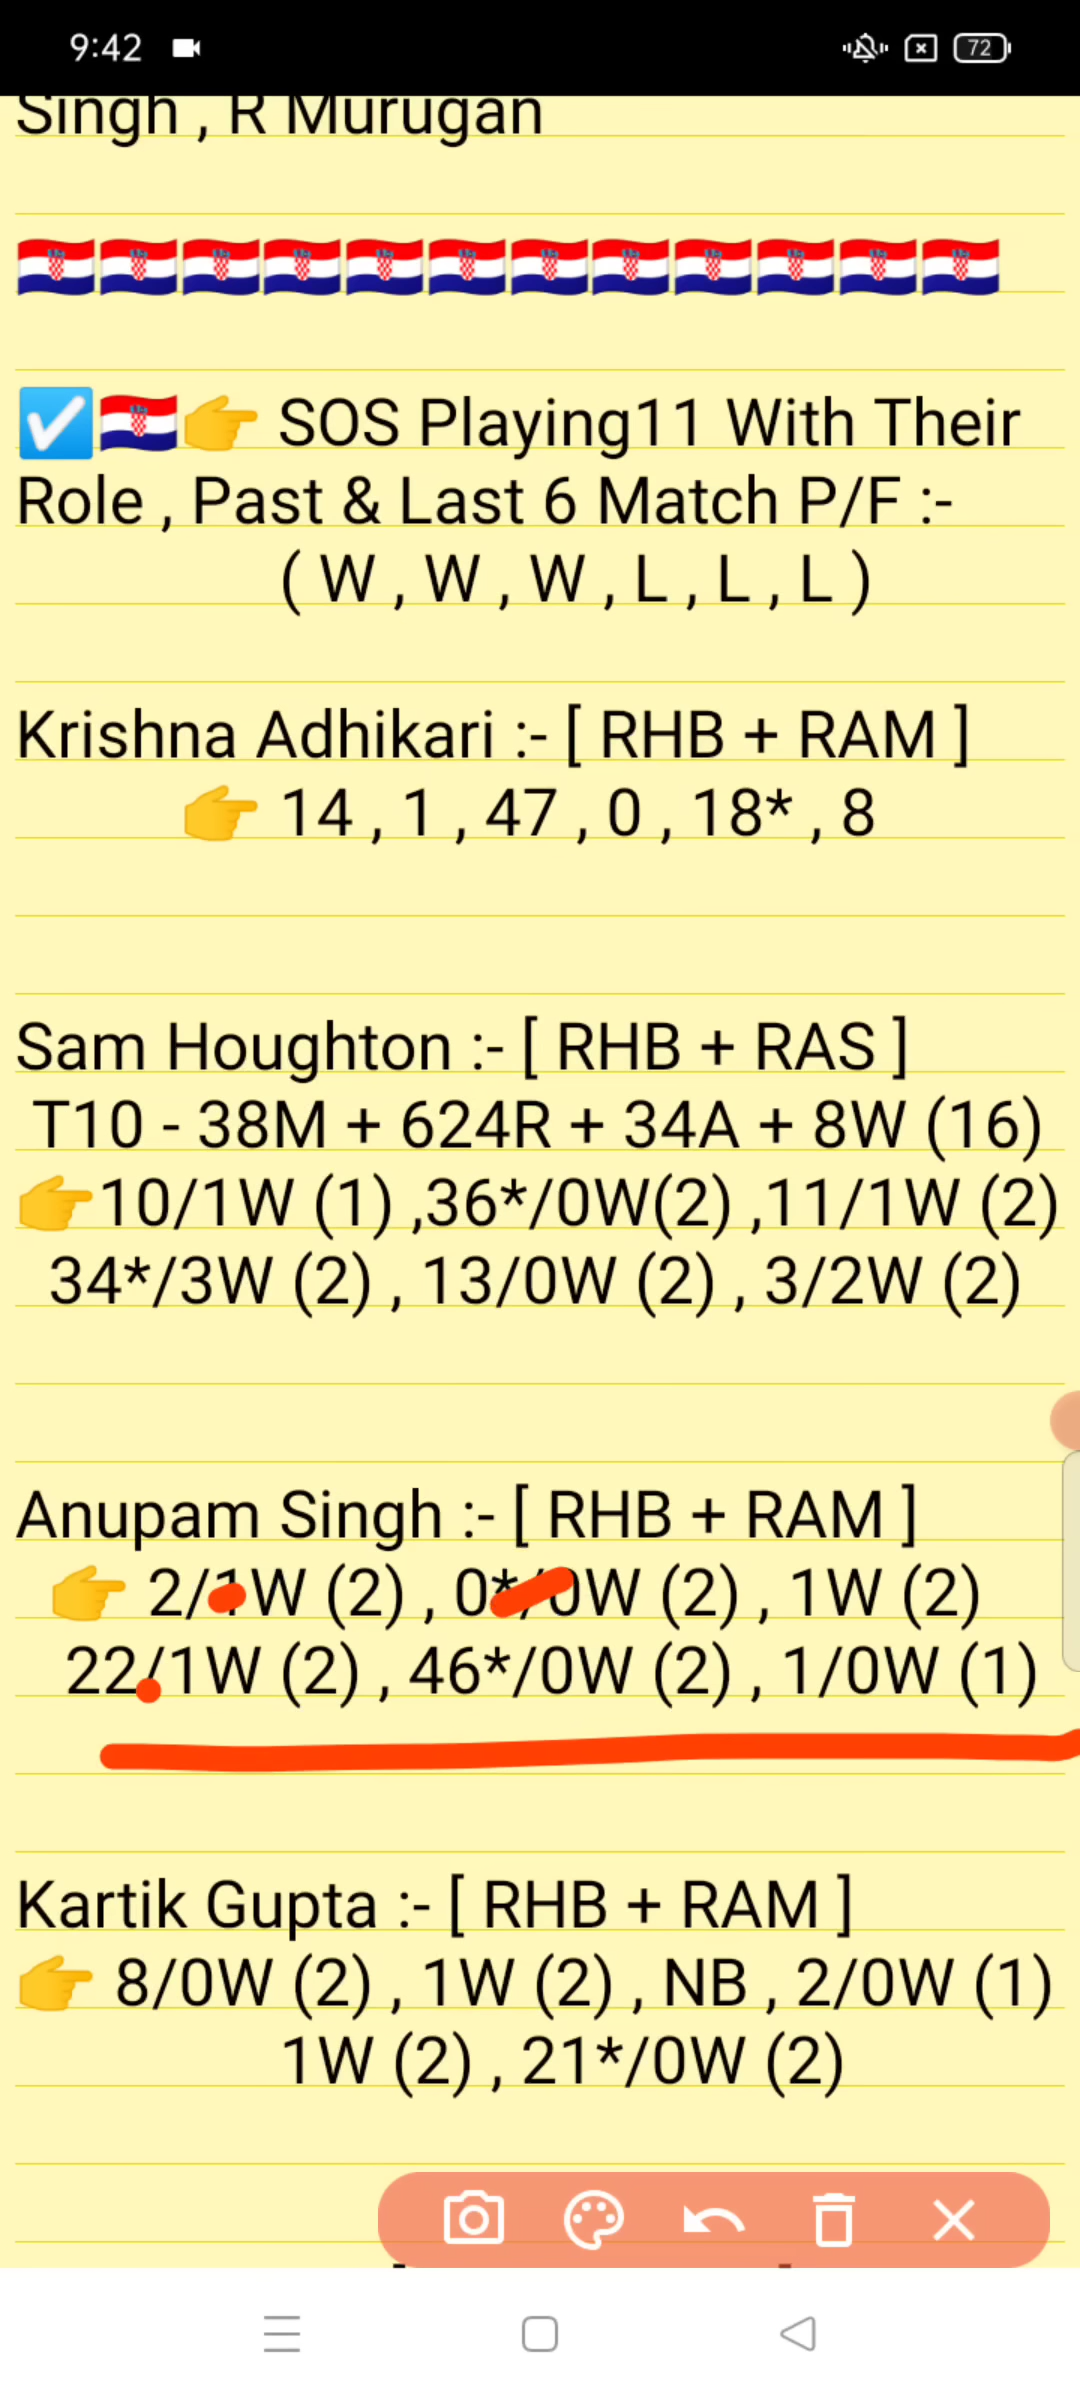 9:42
72
Singh , R Murugan
SOS Playing11 With Their
Role , Past & Last 6 Match P/F :-
( W , W , W , L , L , L )
Krishna Adhikari :- [ RHB + RAM ]
14 , 1 , 47 , 0 , 18* , 8
Sam Houghton :- [ RHB + RAS ]
T10 - 38M + 624R + 34A + 8W (16)
10/1W (1) ,36*/0W(2) ,11/1W (2)
34*/3W (2) , 13/0W (2) , 3/2W (2)
Anupam Singh :- [ RHB + RAM ]
2/1W (2) , 0*/0W (2) , 1W (2)
22/1W (2) , 46*/0W (2) , 1/0W (1)
Kartik Gupta :- [ RHB + RAM ]
8/0W (2) , 1W (2) , NB , 2/0W (1)
1W (2) , 21*/0W (2)